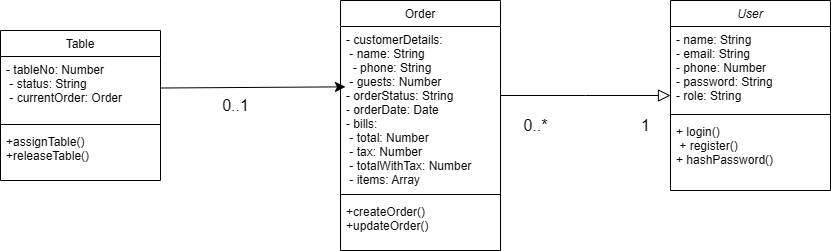 Table
- tableNo: Number
- status: String
- currentOrder: Order
+assignTable()
+releaseTable()
0..1
Order
- customerDetails:
- name: String
- phone: String
- guests: Number
- orderStatus: String
- orderDate: Date
- bills:
- total: Number
- tax: Number
- totalWithTax: Number
- items: Array
+createOrder()
+updateOrder()
0..*
1
User
- name: String
- email: String
- phone: Number
- password: String
- role: String
+ login()
+ register()
+ hashPassword()